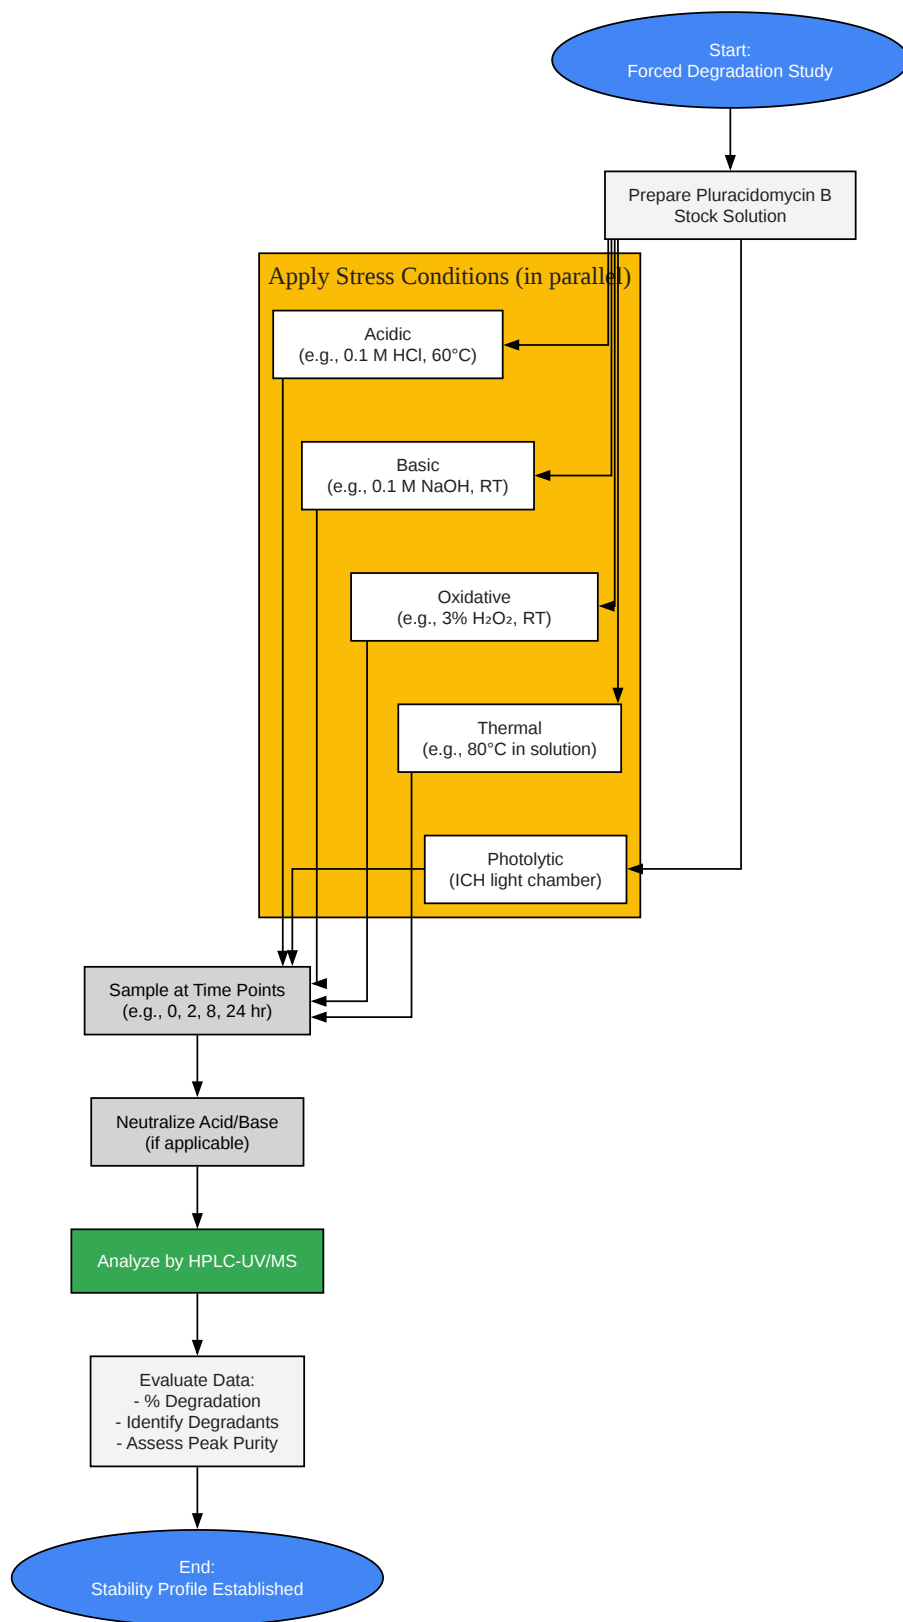 Start:
Forced Degradation Study
Prepare Pluracidomycin B
Stock Solution
Apply Stress Conditions (in parallel)
Acidic
(e.g., 0.1 M HCl, 60°C)
Basic
(e.g., 0.1 M NaOH, RT)
Oxidative
(e.g., 3% H₂O₂, RT)
Thermal
(e.g., 80°C in solution)
Photolytic
(ICH light chamber)
Sample at Time Points
(e.g., 0, 2, 8, 24 hr)
Neutralize Acid/Base
(if applicable)
Analyze by HPLC-UV/MS
Evaluate Data:
- % Degradation
- Identify Degradants
- Assess Peak Purity
End:
Stability Profile Established